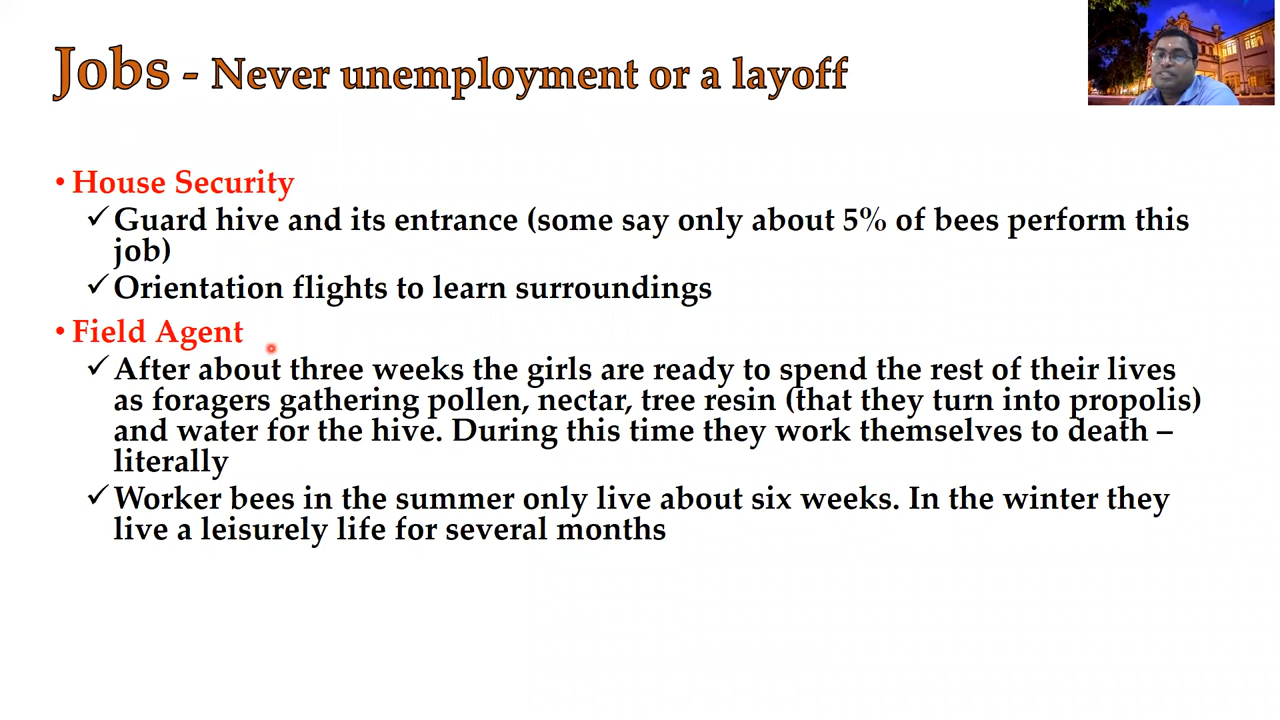 Jobs - Never unemployment or a layoff
• House Security
✓ Guard hive and its entrance (some say only about 5% of bees perform this
job)
✓ Orientation flights to learn surroundings
• Field Agent
✓ After about three weeks the girls are ready to spend the rest of their lives
as foragers gathering pollen, nectar, tree resin (that they turn into propolis)
and water for the hive. During this time they work themselves to death –
literally
✓ Worker bees in the summer only live about six weeks. In the winter they
live a leisurely life for several months